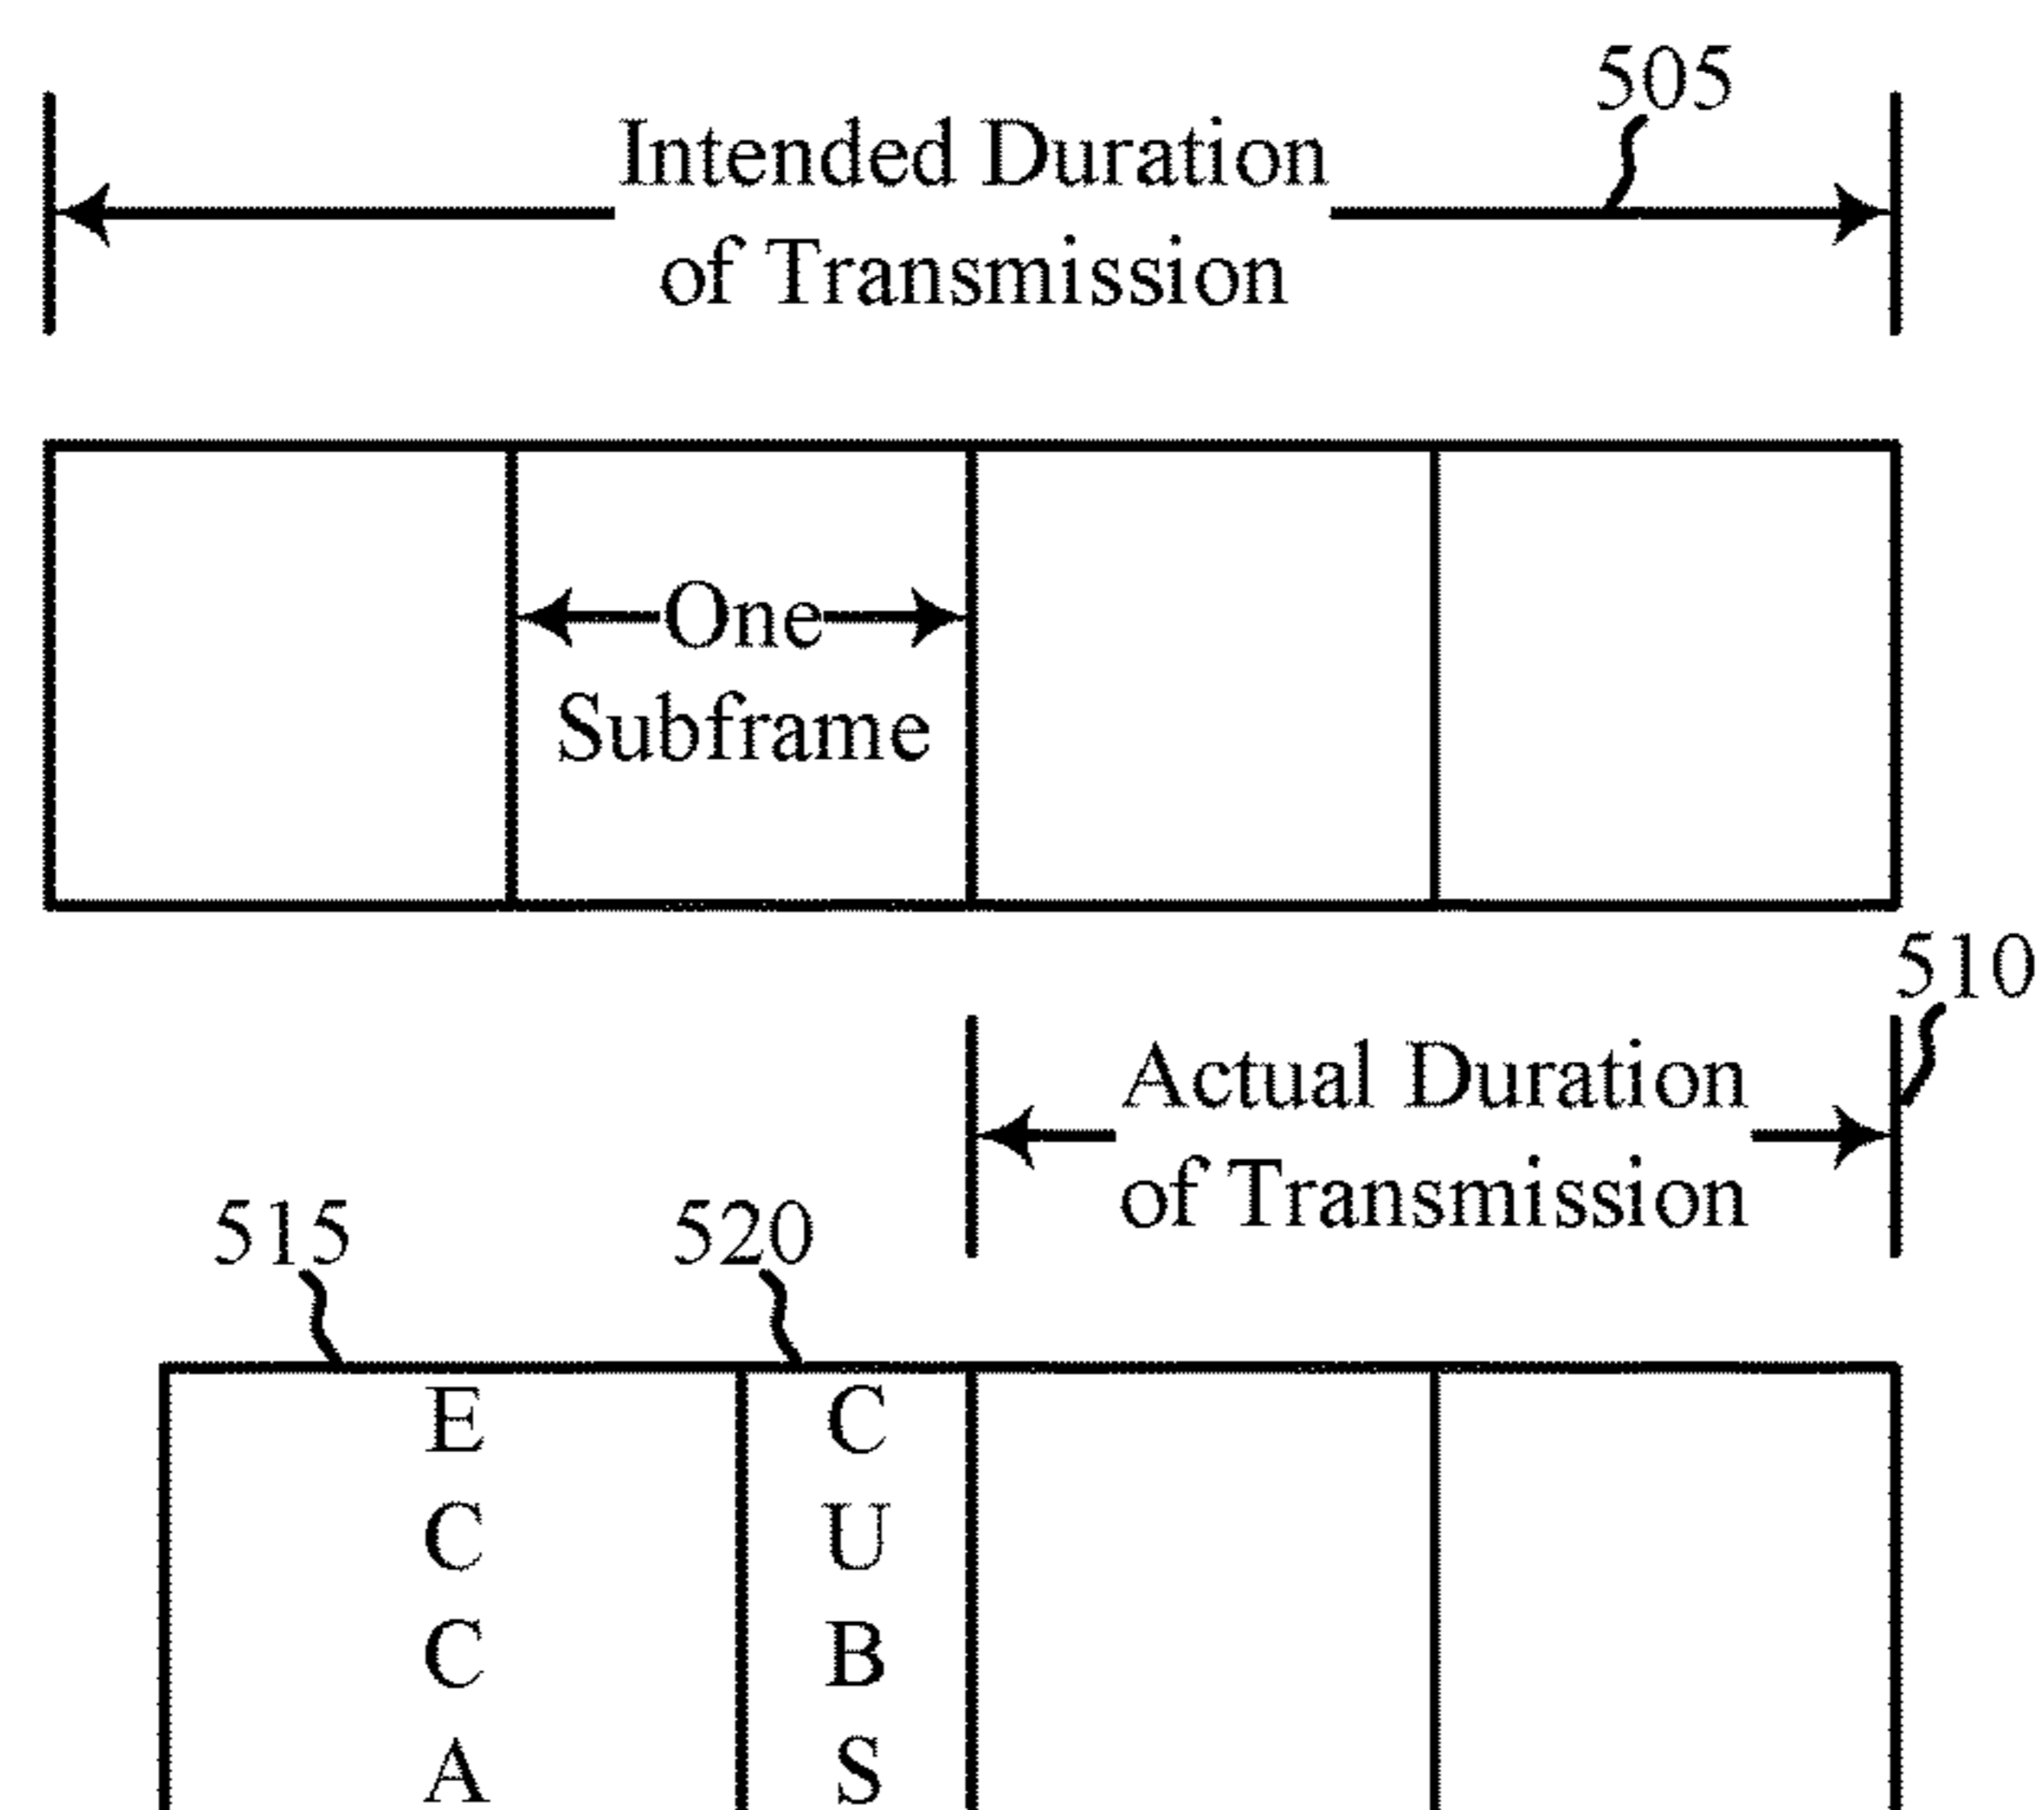 505
Intended Duration
of Transmission
One
Subframe
510
Actual Duration
of Transmission
515
520
E
C
C
A
C
U
B
S